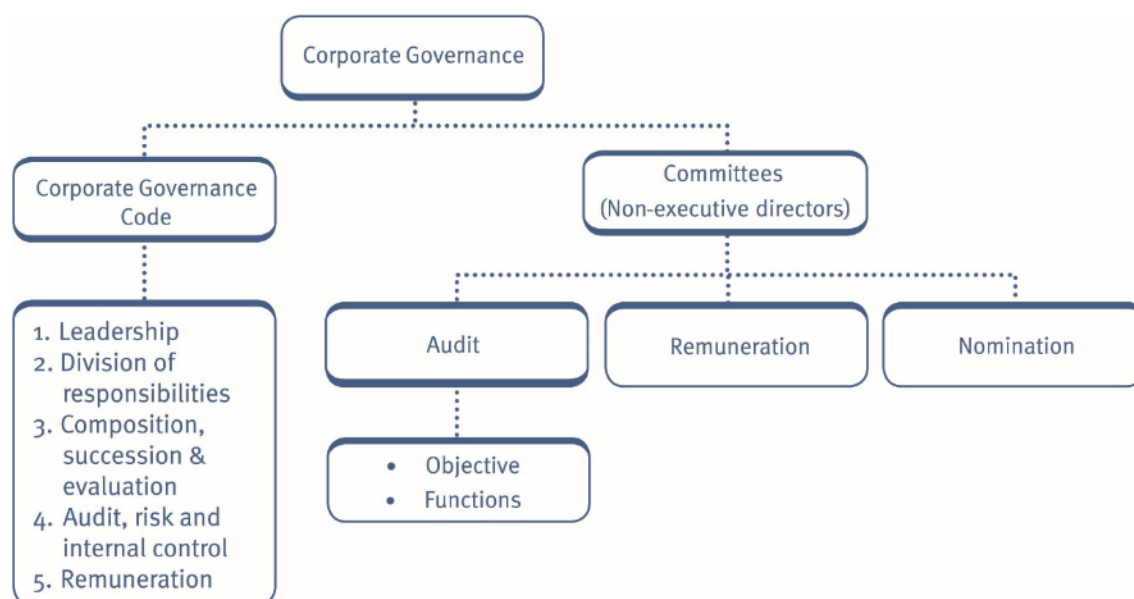 Corporate Governance
Corporate Governance
Code
Committees
(Non-executive directors)
1. Leadership
2. Division of
responsibilities
3. Composition,
succession &
evaluation
4. Audit, risk and
internal control
5. Remuneration
Audit
Remuneration
Nomination
• Objective
• Functions